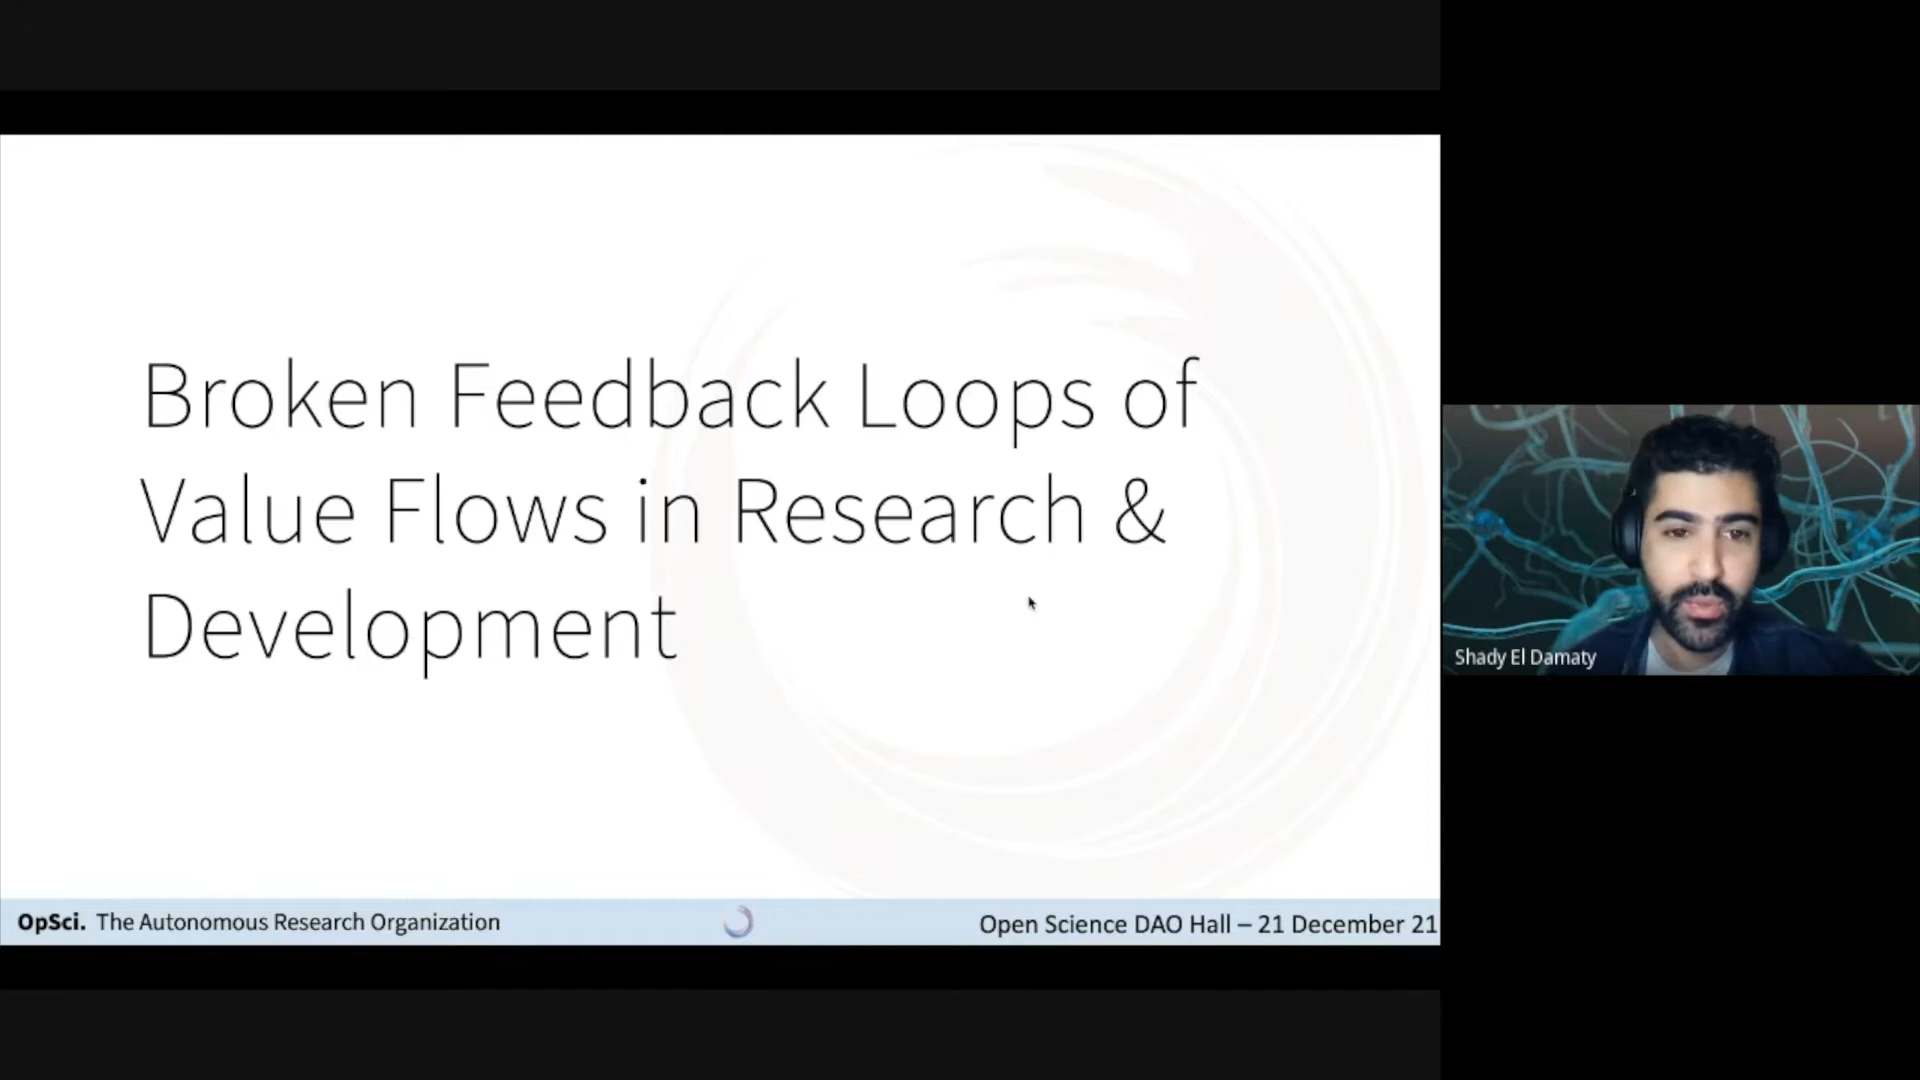 Broken Feedback Loops of
Value Flows in Research &
Development
OpSci. The Autonomous Research Organization
Open Science DAO Hall – 21 December 21
Shady El Damaty